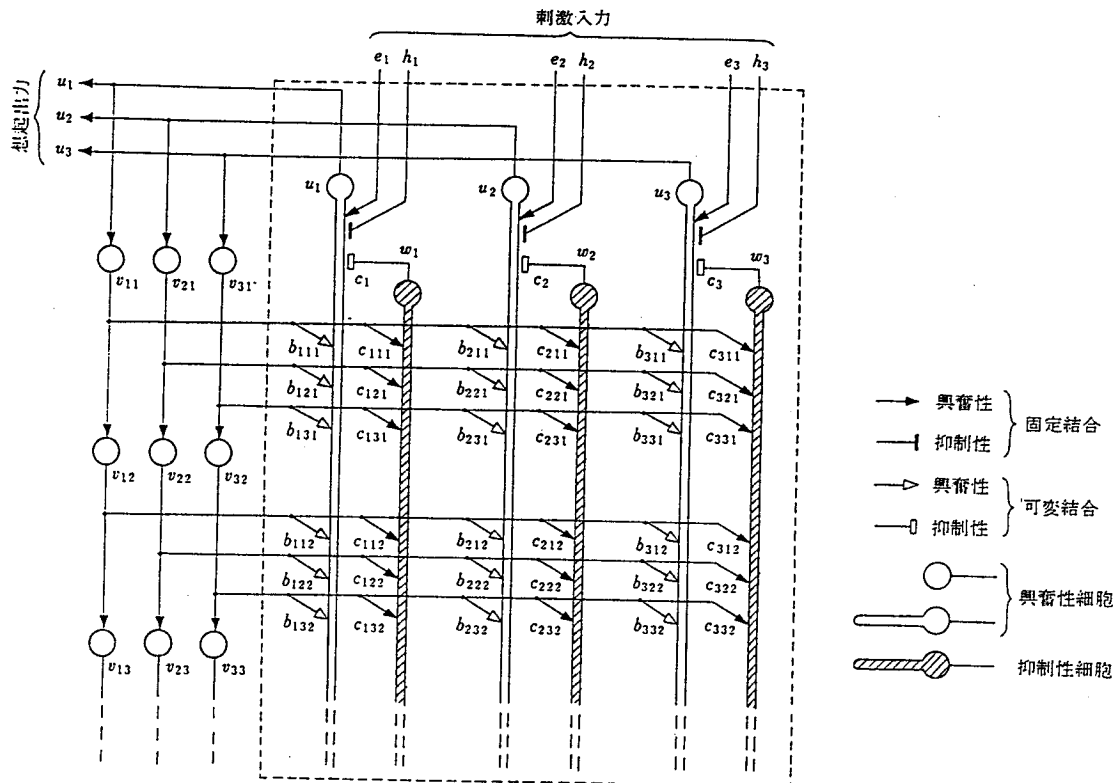 刺激入力
e1 h1 e2 h2 e3 h3
想起出力
u1
u2
u3
u1 u2 u3
w1 w2 w3
c1 c2 c3
v11 v21 v31
b111 c111 b211 c211 b311 c311
b121 c121 b221 c221 b321 c321
b131 c131 b231 c231 b331 c331
v12 v22 v32
b112 c112 b212 c212 b312 c312
b122 c122 b222 c222 b322 c322
b132 c132 b232 c232 b332 c332
v13 v23 v33
興奮性
抑制性
固定結合
興奮性
抑制性
可変結合
興奮性細胞
抑制性細胞